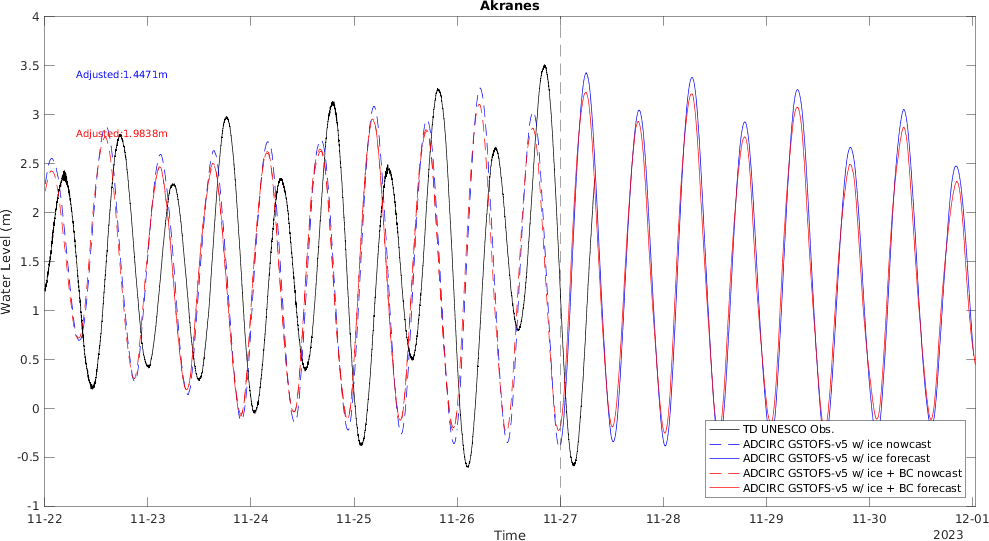 Akranes
4
3.5
3
2.5
2
1.5
1
0.5
0
-0.5
-1
Water Level (m)
Adjusted:1.4471m
Adjusted:1.9838m
TD UNESCO Obs.
ADCIRC GSTOFS-v5 w/ ice nowcast
ADCIRC GSTOFS-v5 w/ ice forecast
ADCIRC GSTOFS-v5 w/ ice + BC nowcast
ADCIRC GSTOFS-v5 w/ ice + BC forecast
11-22 11-23 11-24 11-25 11-26 11-27 11-28 11-29 11-30 12-01
Time
2023